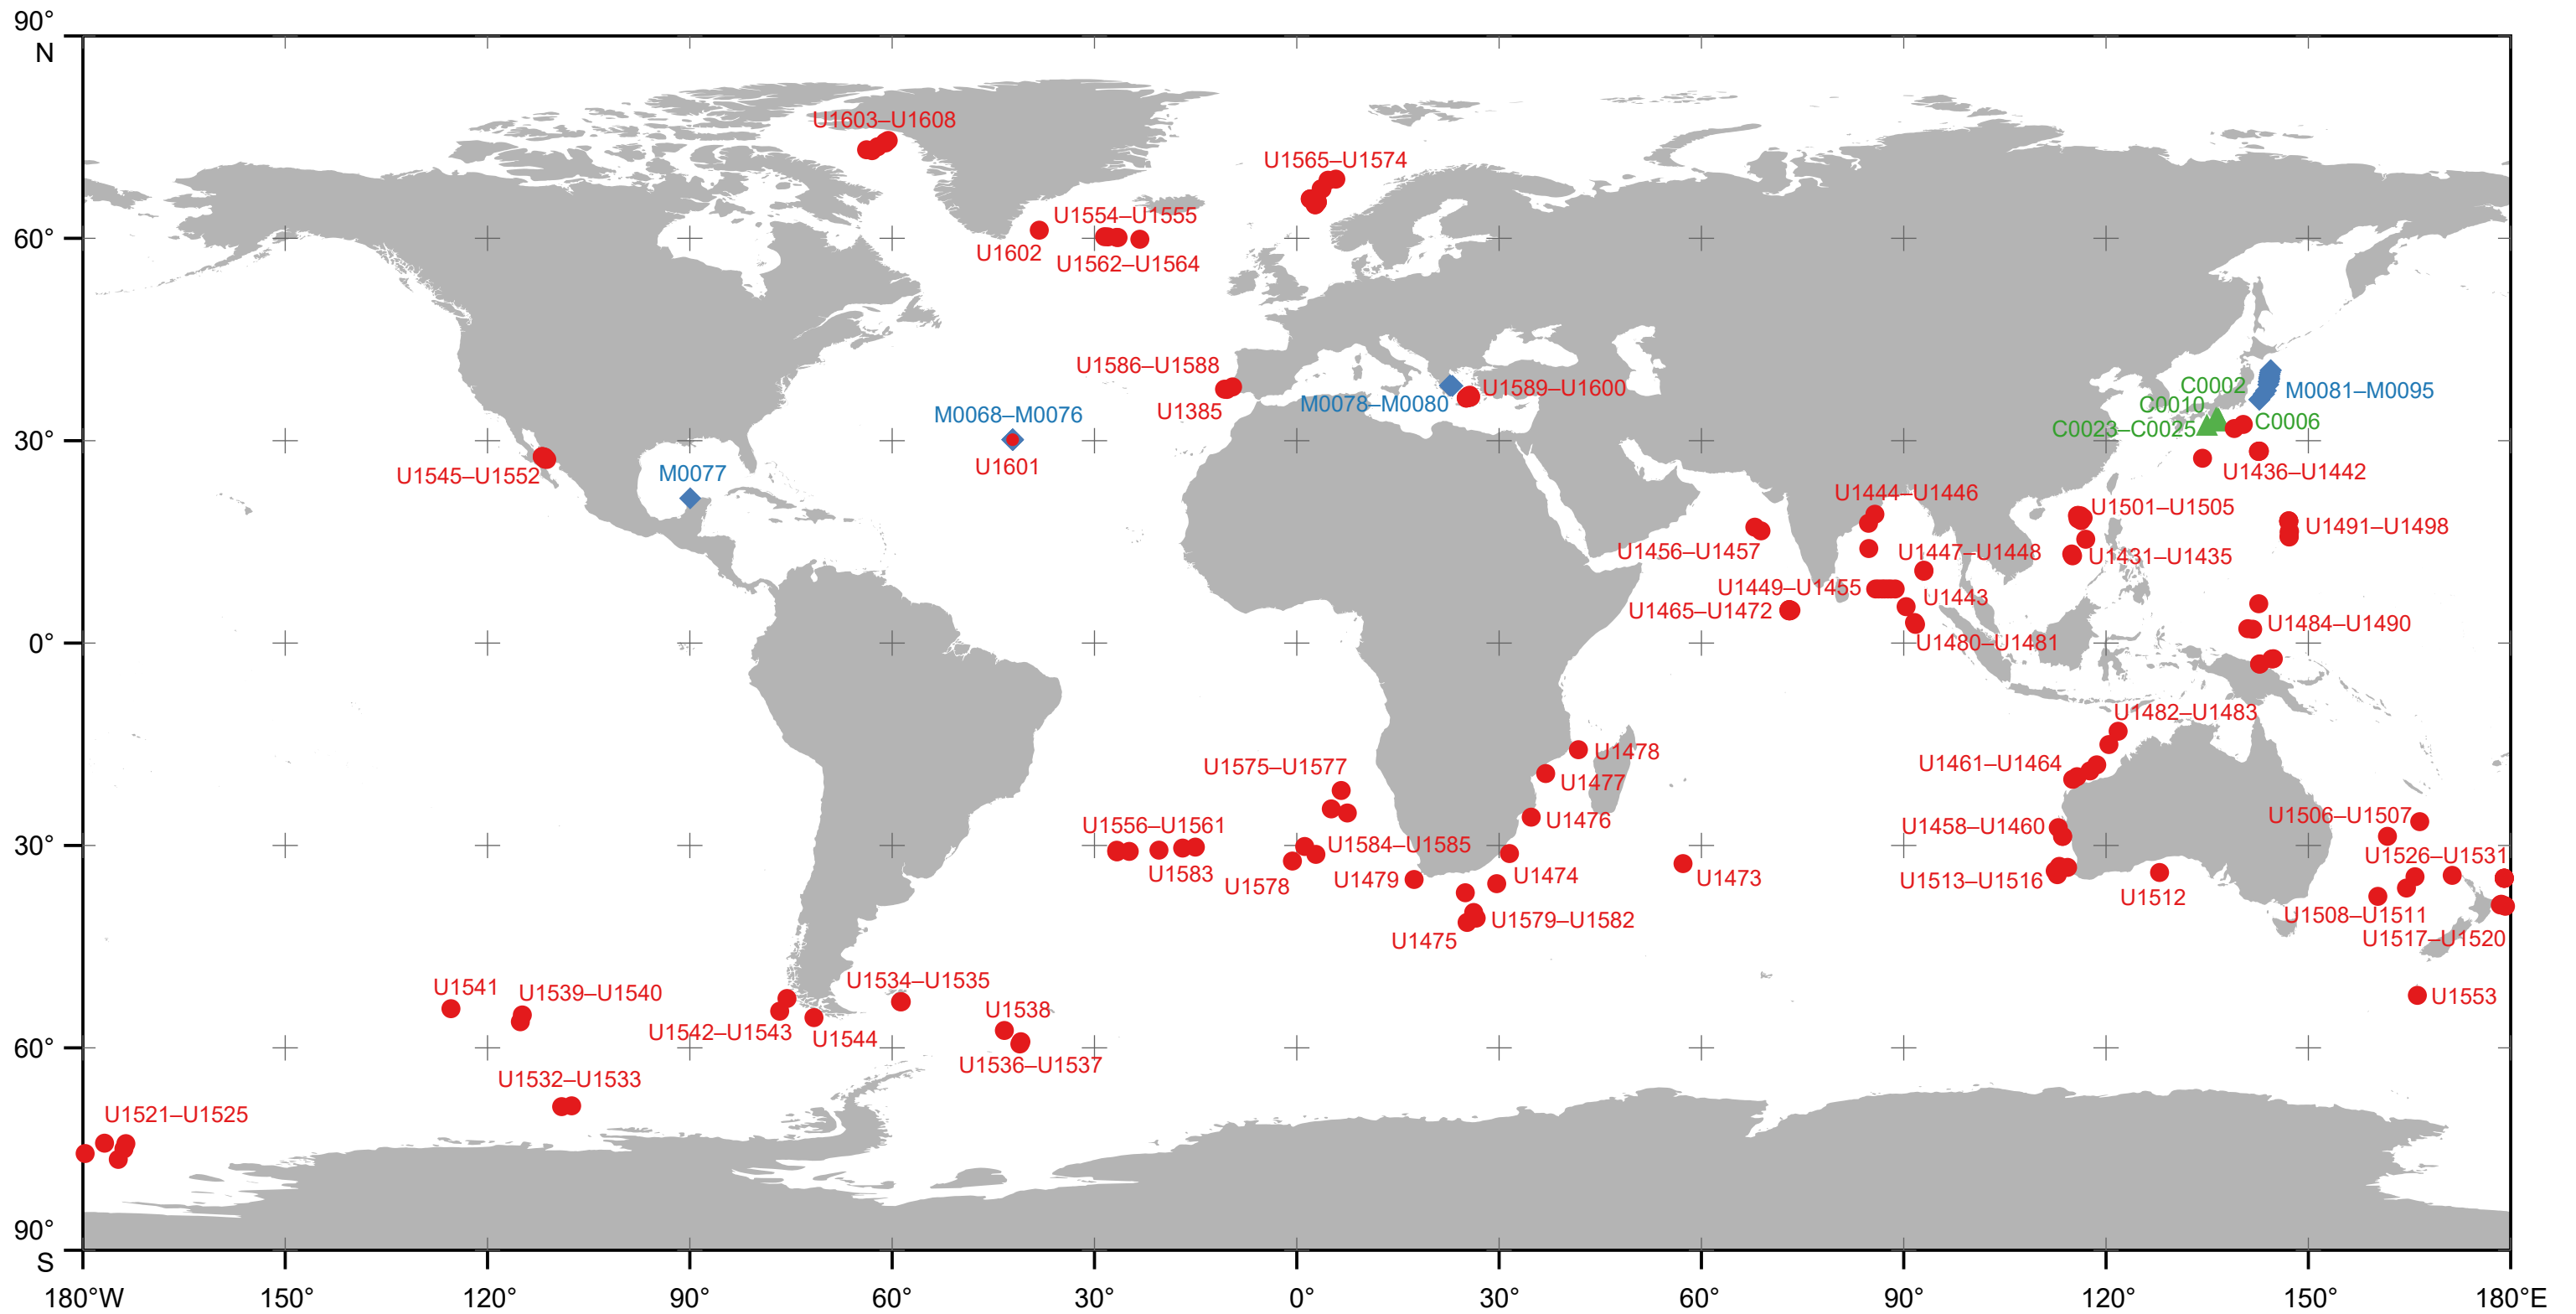 90°
N
U1603–U1608
U1565–U1574
U1554–U1555
60°
U1602
U1562–U1564
U1586–U1588
U1589–U1600
C0002
M0081–M0095
M0078–M0080
C0010
U1385
M0068–M0076
C0006
C0023–C0025
30°
U1601
U1545–U1552
M0077
U1436–U1442
U1444–U1446
U1501–U1505
U1491–U1498
U1456–U1457
U1447–U1448
U1431–U1435
U1449–U1455
U1443
U1465–U1472
U1484–U1490
0°
U1480–U1481
U1482–U1483
U1478
U1461–U1464
U1575–U1577
U1477
U1506–U1507
U1476
U1556–U1561
U1458–U1460
30°
U1584–U1585
U1526–U1531
U1583
U1474
U1473
U1479
U1513–U1516
U1578
U1512
U1579–U1582
U1508–U1511
U1475
U1517–U1520
U1534–U1535
U1541
U1539–U1540
U1553
U1538
U1542–U1543
U1544
60°
U1536–U1537
U1532–U1533
U1521–U1525
90°
S
180°W 150° 120° 90° 60° 30° 0° 30° 60° 90° 120° 150° 180°E